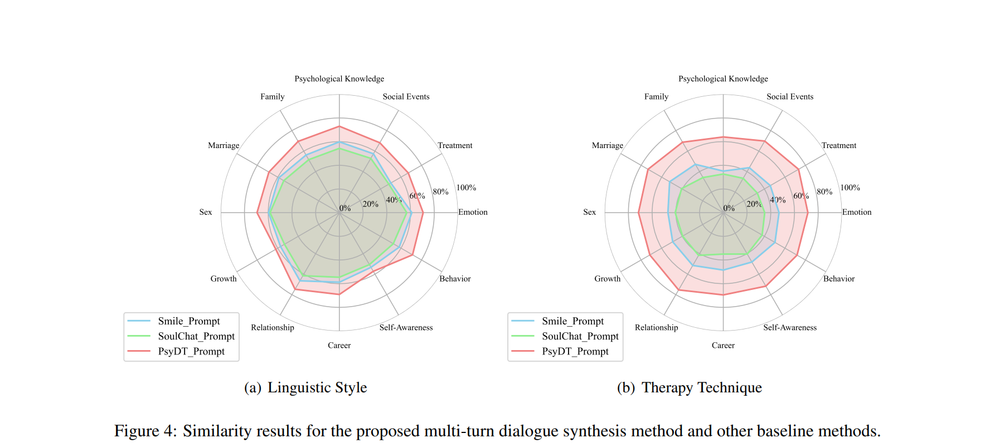 Psychological Knowledge
Family
Social Events
Marriage
Treatment
100%
80%
60%
40%
20%
0%
Sex
Emotion
Growth
Behavior
Relationship
Self-Awareness
Career
Smile_Prompt
SoulChat_Prompt
PsyDT_Prompt
(a) Linguistic Style
Psychological Knowledge
Family
Social Events
Marriage
Treatment
100%
80%
60%
40%
20%
0%
Sex
Emotion
Growth
Behavior
Relationship
Self-Awareness
Career
Smile_Prompt
SoulChat_Prompt
PsyDT_Prompt
(b) Therapy Technique
Figure 4: Similarity results for the proposed multi-turn dialogue synthesis method and other baseline methods.